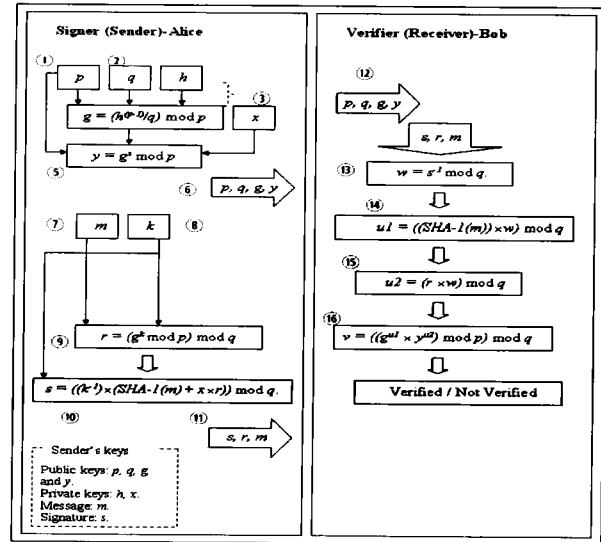 Signer (Sender)-Alice
1 2
p q h
3
g = (h(p-1)/q) mod p x
y = gx mod p
5
6 p, q, g, y
7 m k 8
9 r = (gk mod p) mod q
s = ((k-1)×(SHA-1(m) + x×r)) mod q.
10 11
s, r, m
Sender's keys
Public keys: p, q, g
and y.
Private keys: h, x.
Message: m.
Signature: s.
Verifier (Receiver)-Bob
12
p, q, g, y
s, r, m
13 w = s-1 mod q.
14
u1 = ((SHA-1(m)) ×w) mod q
15
u2 = (r ×w) mod q
16
v = ((gu1 × yu2) mod p) mod q
Verified / Not Verified